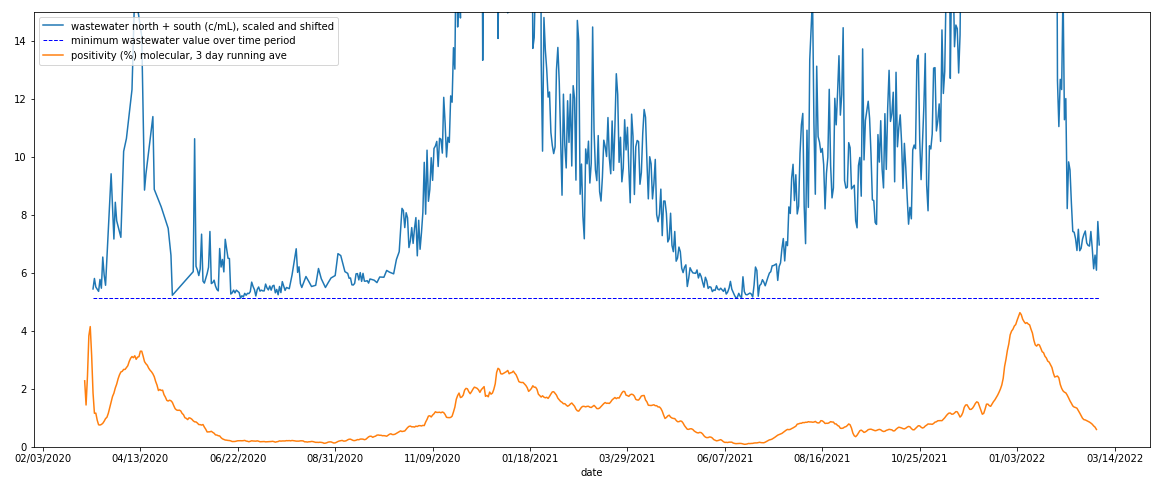 wastewater north + south (c/mL), scaled and shifted
minimum wastewater value over time period
positivity (%) molecular, 3 day running ave
14
12
10
8
6
4
2
0
02/03/2020 04/13/2020 06/22/2020 08/31/2020 11/09/2020 01/18/2021 03/29/2021 06/07/2021 08/16/2021 10/25/2021 01/03/2022 03/14/2022
date